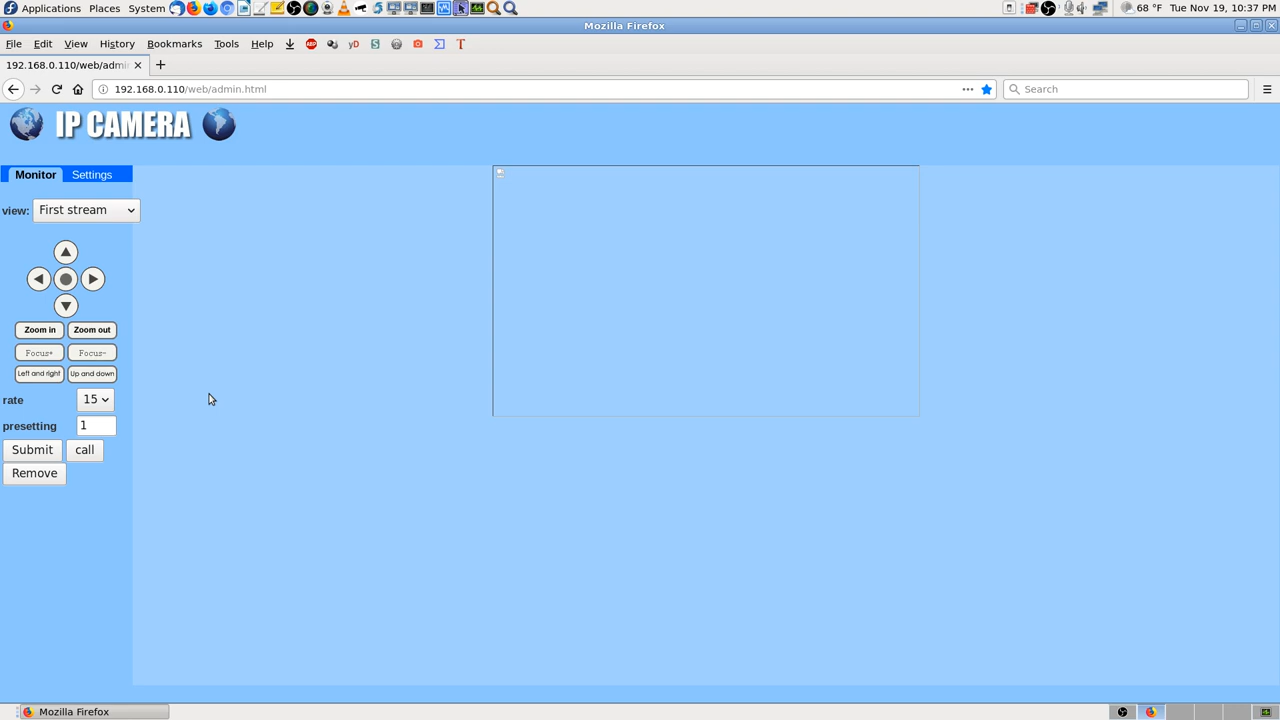 Applications Places System 68 °F Tue Nov 19, 10:37 PM
Mozilla Firefox
File Edit View History Bookmarks Tools Help ABP yD S T
192.168.0.110/web/admi
192.168.0.110/web/admin.html Search
IP CAMERA
Monitor Settings
view: First stream
Zoom in Zoom out
Focus+ Focus-
Left and right Up and down
rate 15
presetting 1
Submit call
Remove
Mozilla Firefox